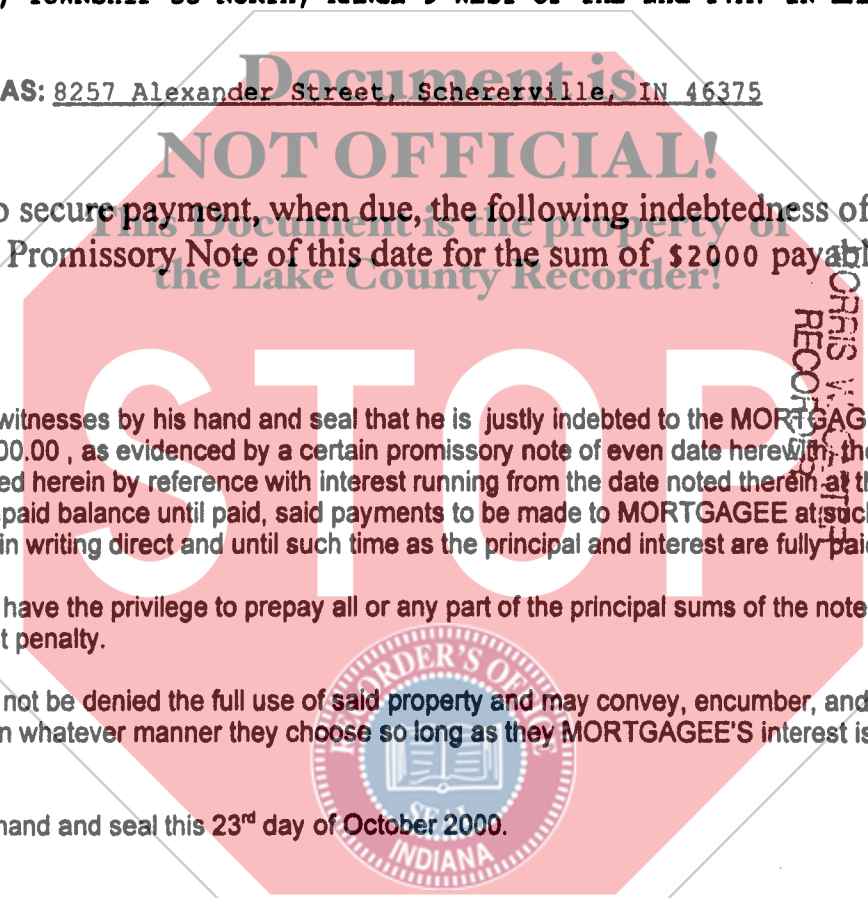 AS: 8257 Alexander Street, Schererville, IN 46375
Document is
NOT OFFICIAL!
This Document is the property of
the Lake County Recorder!
secure payment, when due, the following indebtedness of
Promissory Note of this date for the sum of $2000
RECORDER
STOP
witnesses by his hand and seal that he is justly indebted to the MORTGAG
00.00 , as evidenced by a certain promissory note of even date herewith, the
ed herein by reference with interest running from the date noted therein at th
paid balance until paid, said payments to be made to MORTGAGEE at such
in writing direct and until such time as the principal and interest are fully paid
have the privilege to prepay all or any part of the principal sums of the note
t penalty.
not be denied the full use of said property and may convey, encumber, and
n whatever manner they choose so long as they MORTGAGEE'S interest is
hand and seal this 23rd day of October 2000.
RECORDER'S OFFICE
SEAL
INDIANA